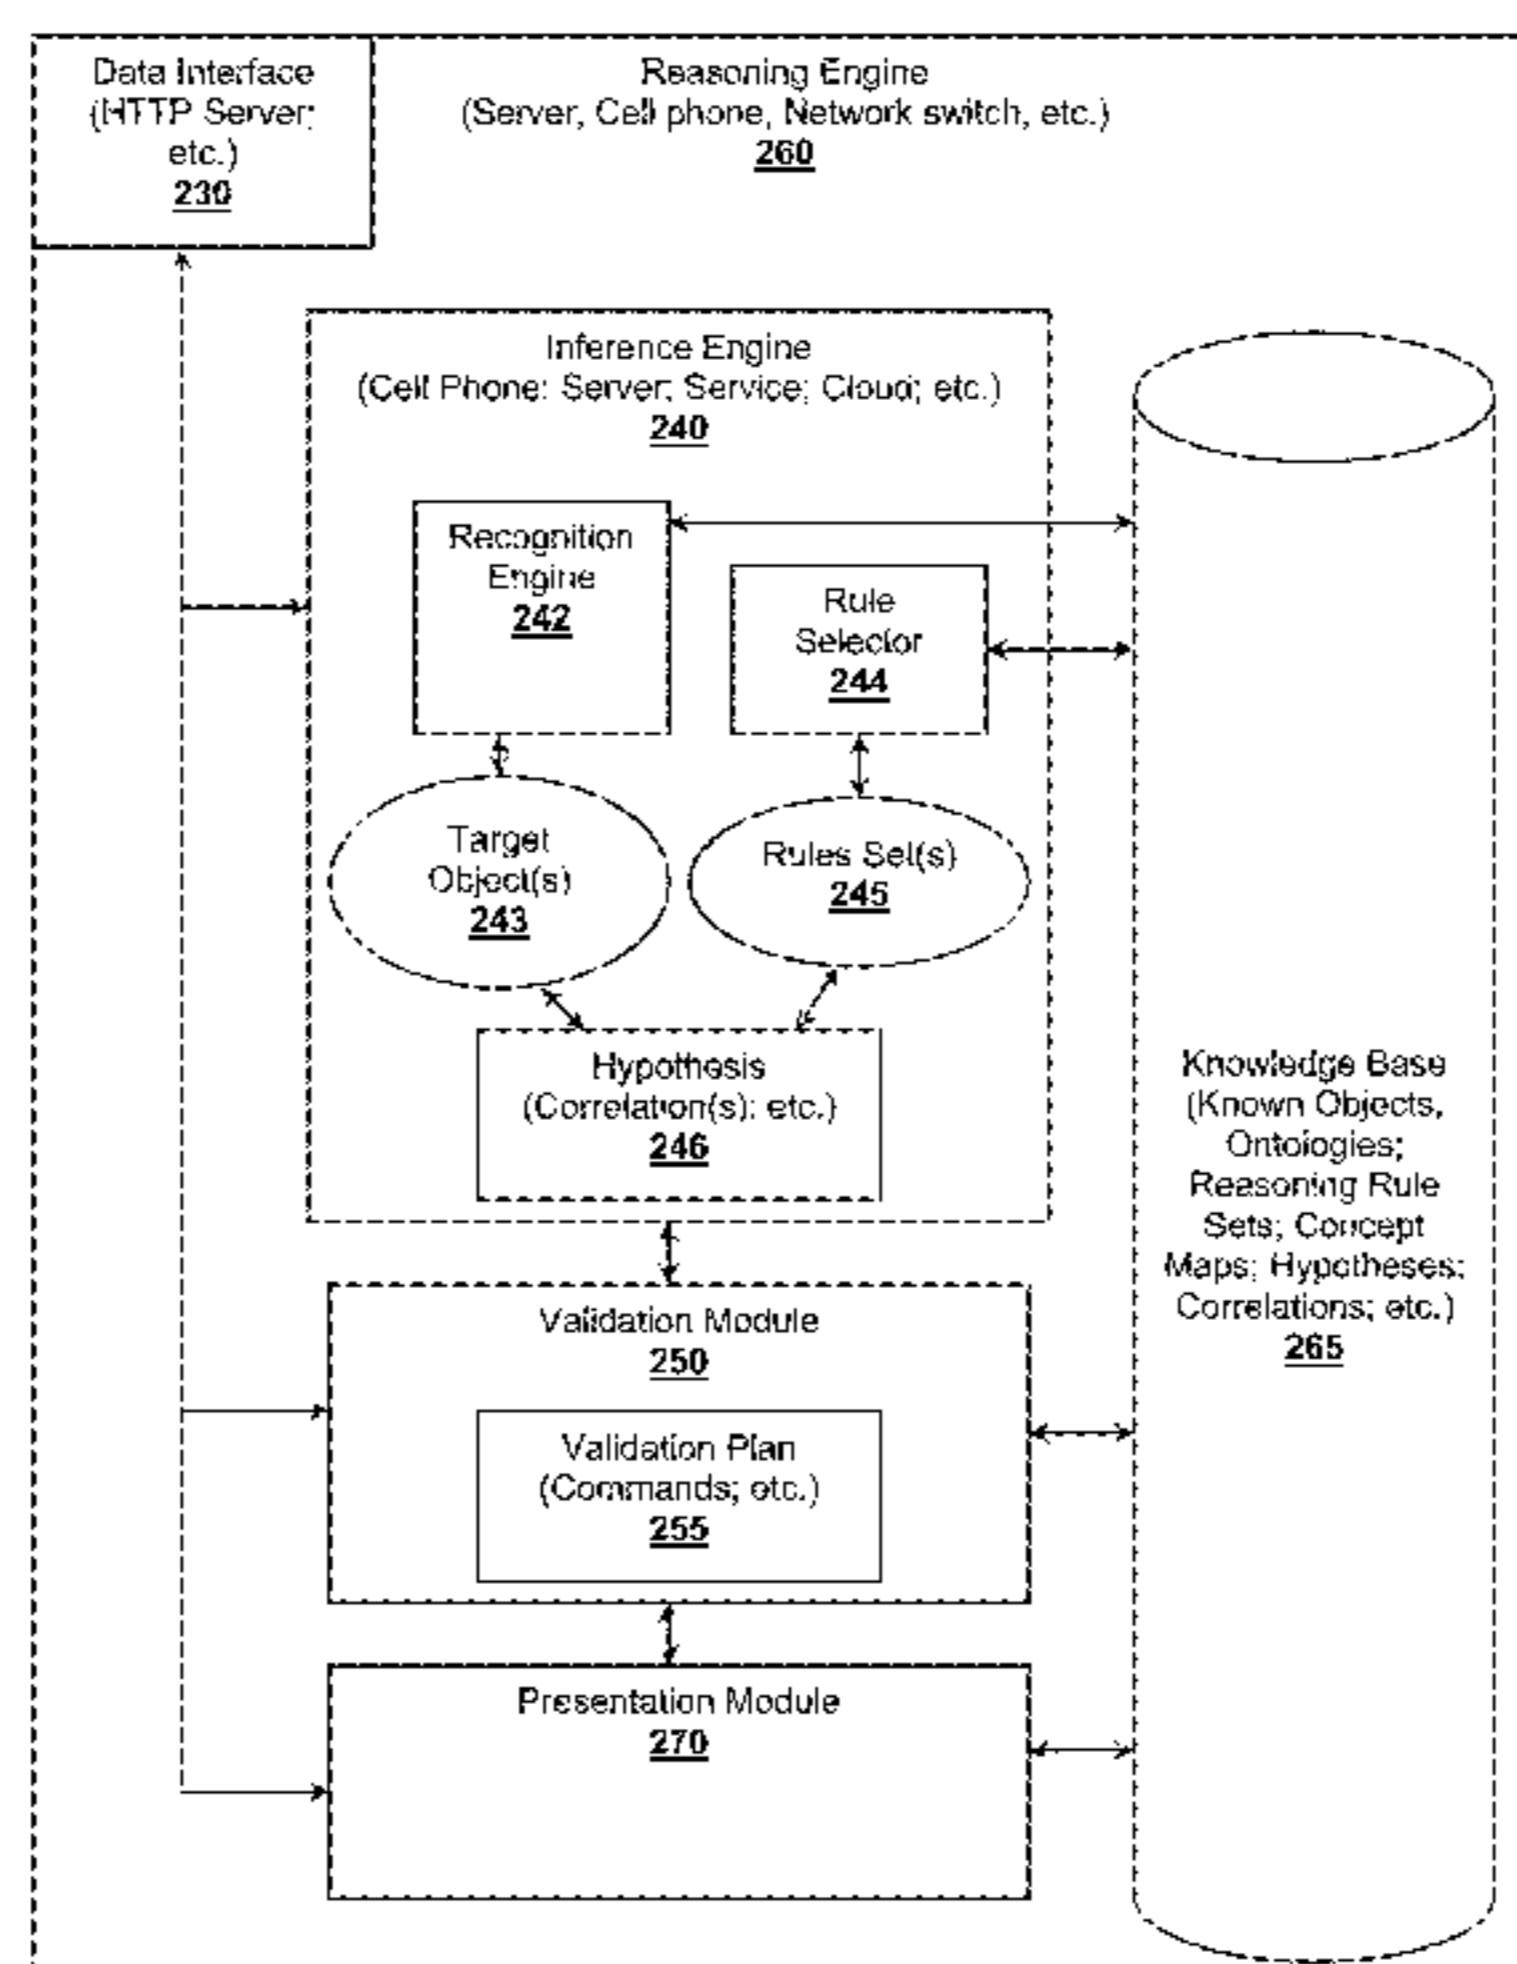 Data Interface
(HTTP Server;
etc.)
230
Reasoning Engine
(Server, Cell phone, Network switch, etc.)
260
Inference Engine
(Cell Phone; Server; Service; Cloud; etc.)
240
Recognition
Engine
242
Rule
Selector
244
Target
Object(s)
243
Rules Set(s)
245
Hypothesis
(Correlation(s); etc.)
246
Validation Module
250
Validation Plan
(Commands; etc.)
255
Presentation Module
270
Knowledge Base
(Known Objects,
Ontologies;
Reasoning Rule
Sets; Concept
Maps; Hypotheses;
Correlations; etc.)
265